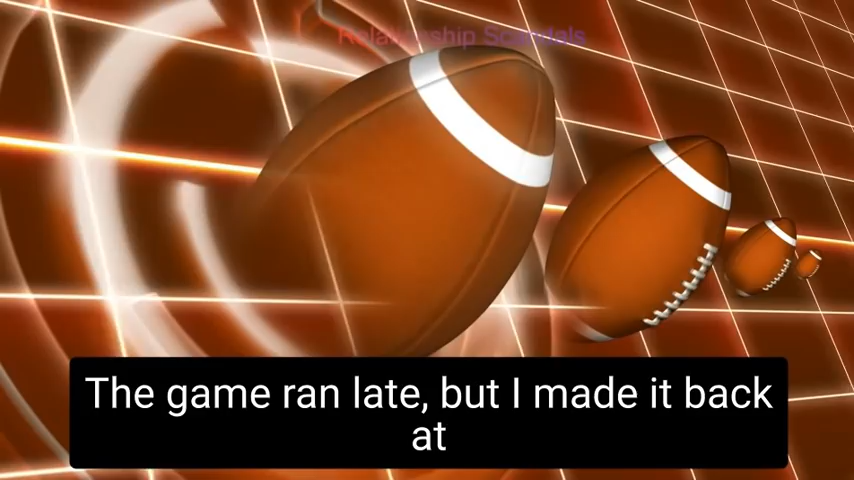 Relationship Scandals
The game ran late, but I made it back
at